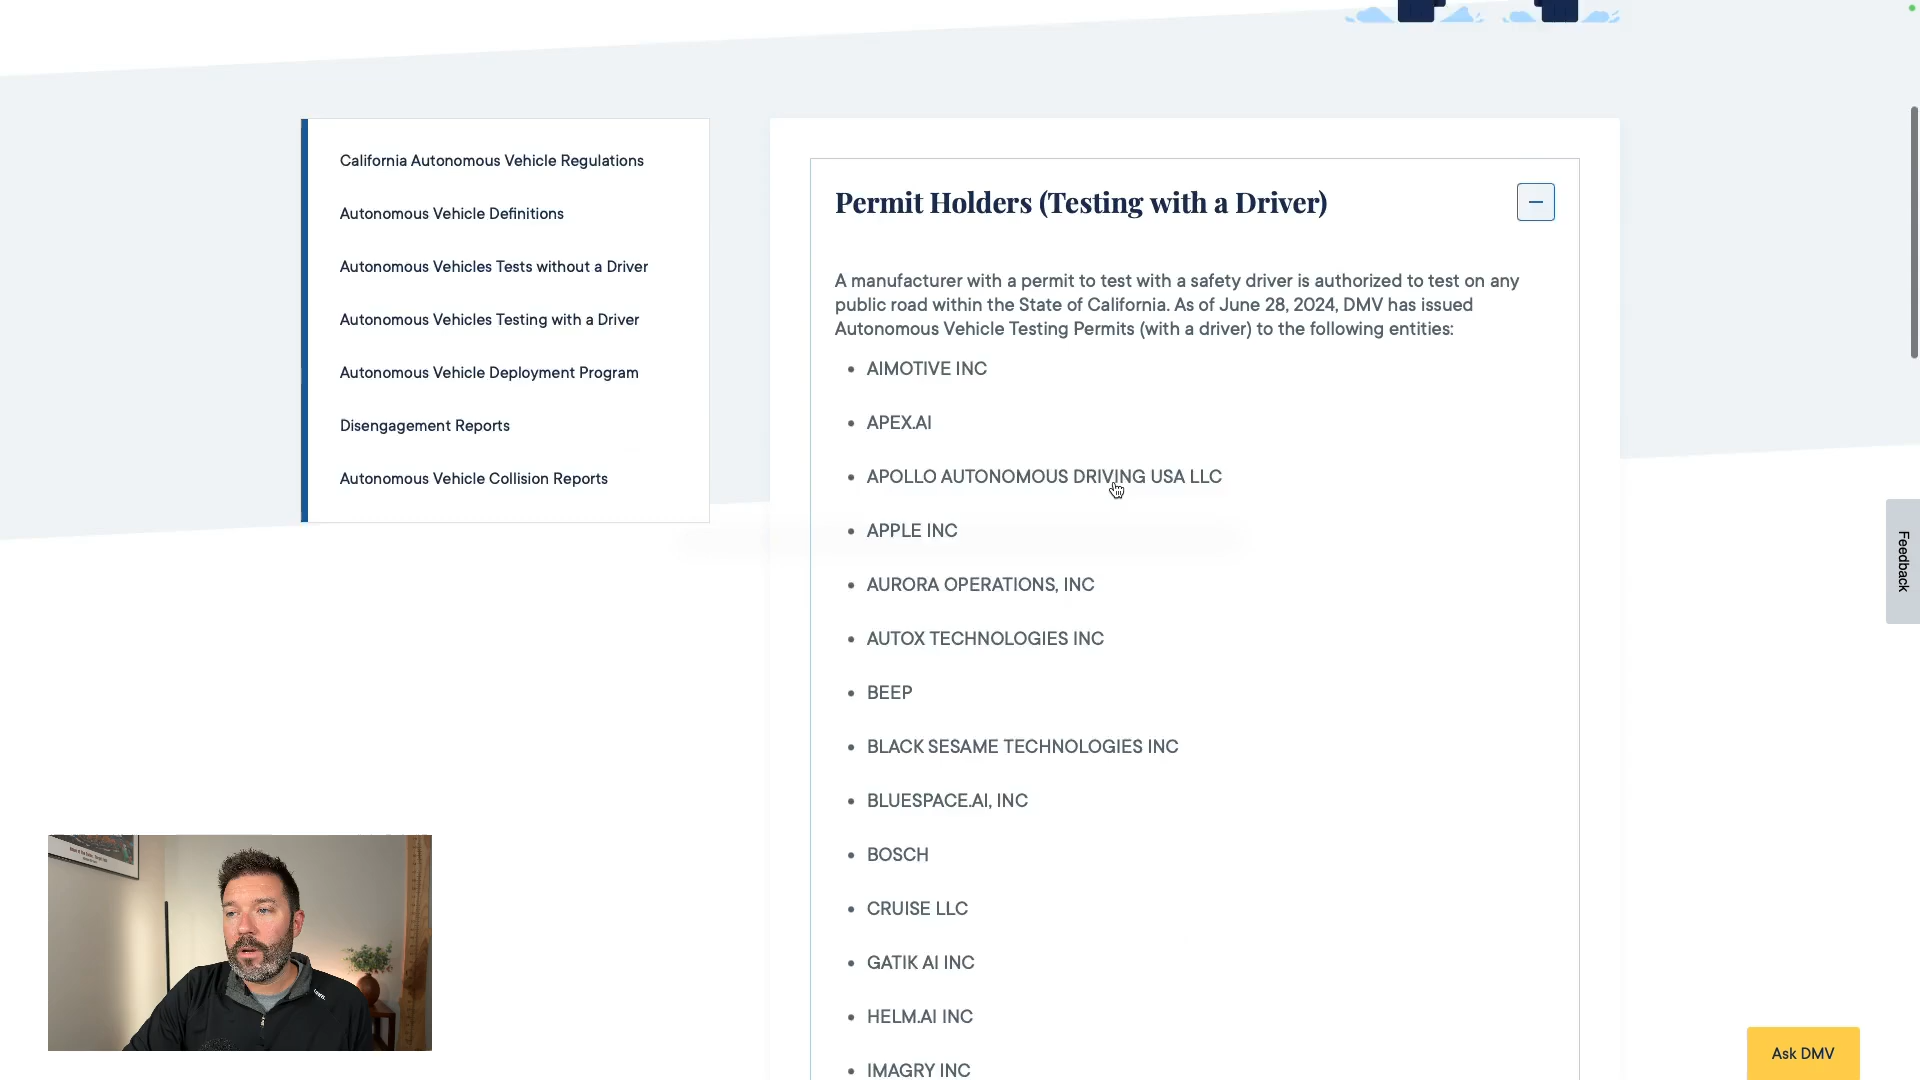 California Autonomous Vehicle Regulations
Autonomous Vehicle Definitions
Autonomous Vehicles Tests without a Driver
Autonomous Vehicles Testing with a Driver
Autonomous Vehicle Deployment Program
Disengagement Reports
Autonomous Vehicle Collision Reports
Permit Holders (Testing with a Driver)
A manufacturer with a permit to test with a safety driver is authorized to test on any
public road within the State of California. As of June 28, 2024, DMV has issued
Autonomous Vehicle Testing Permits (with a driver) to the following entities:
• AIMOTIVE INC
• APEX.AI
• APOLLO AUTONOMOUS DRIVING USA LLC
• APPLE INC
• AURORA OPERATIONS, INC
• AUTOX TECHNOLOGIES INC
• BEEP
• BLACK SESAME TECHNOLOGIES INC
• BLUESPACE.AI, INC
• BOSCH
• CRUISE LLC
• GATIK AI INC
• HELM.AI INC
• IMAGRY INC
Feedback
Ask DMV